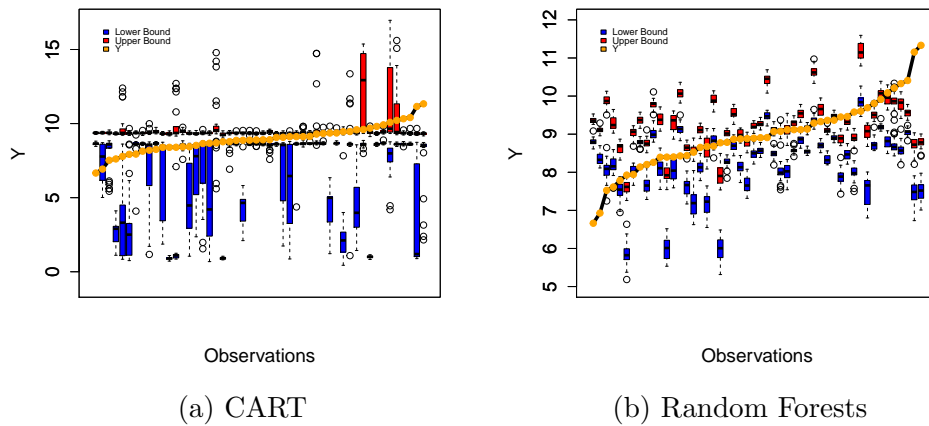 Lower Bound
Upper Bound
Y
15
10
5
0
Y
Observations
(a) CART
Lower Bound
Upper Bound
Y
12
11
10
9
8
7
6
5
Y
Observations
(b) Random Forests